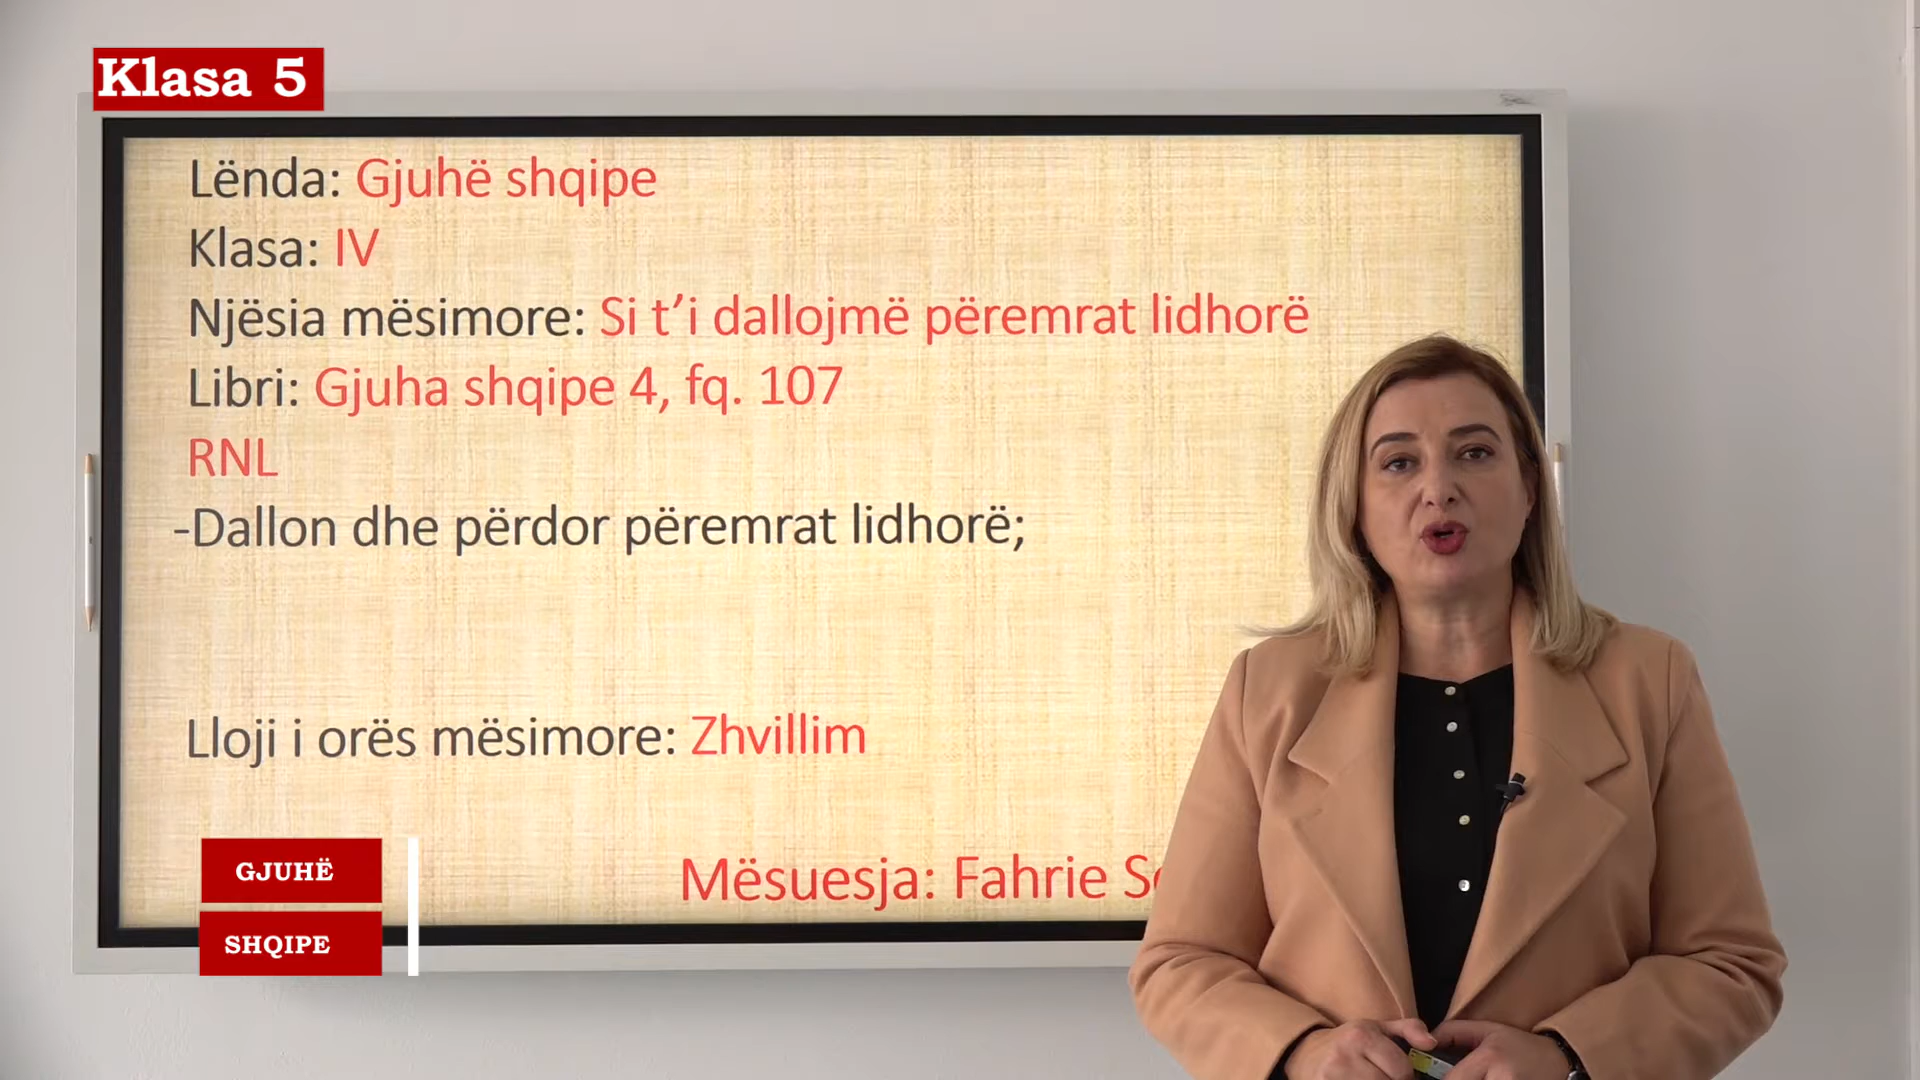 Klasa 5
Lënda: Gjuhë shqipe
Klasa: IV
Njësia mësimore: Si t’i dallojmë përemrat lidhorë
Libri: Gjuha shqipe 4, fq. 107
RNL
-Dallon dhe përdor përemrat lidhorë;
Lloji i orës mësimore: Zhvillim
Mësuesja: Fahrie
GJUHË
SHQIPE